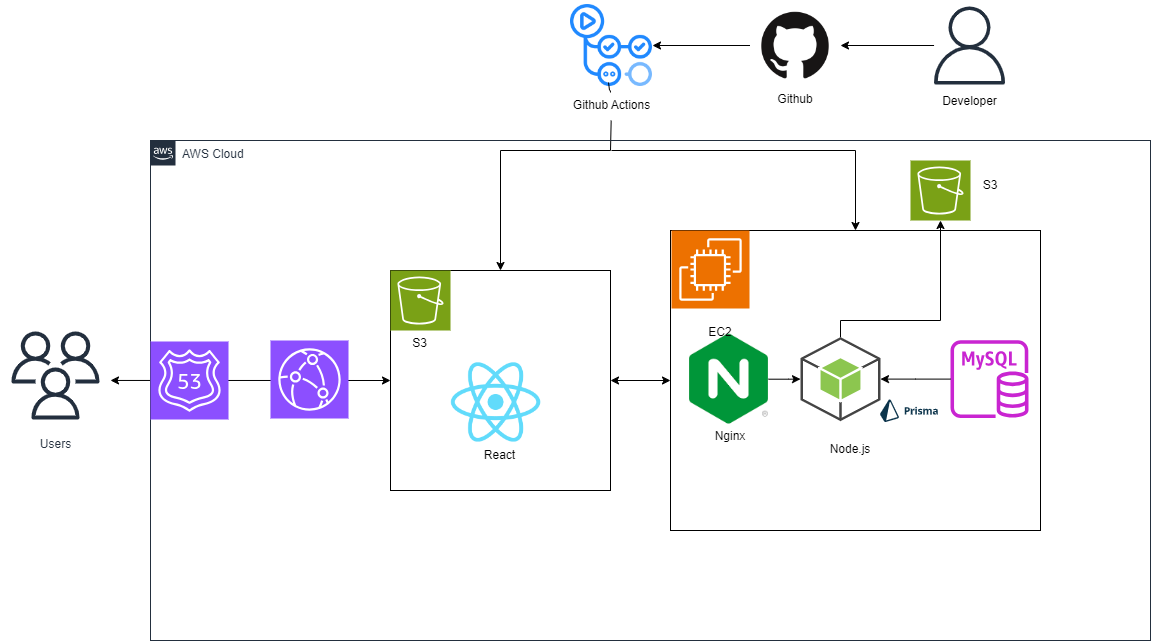 Github Actions
Github
Developer
aws
AWS Cloud
S3
S3
EC2
53
MySQL
Prisma
N
®
Nginx
Node.js
React
Users